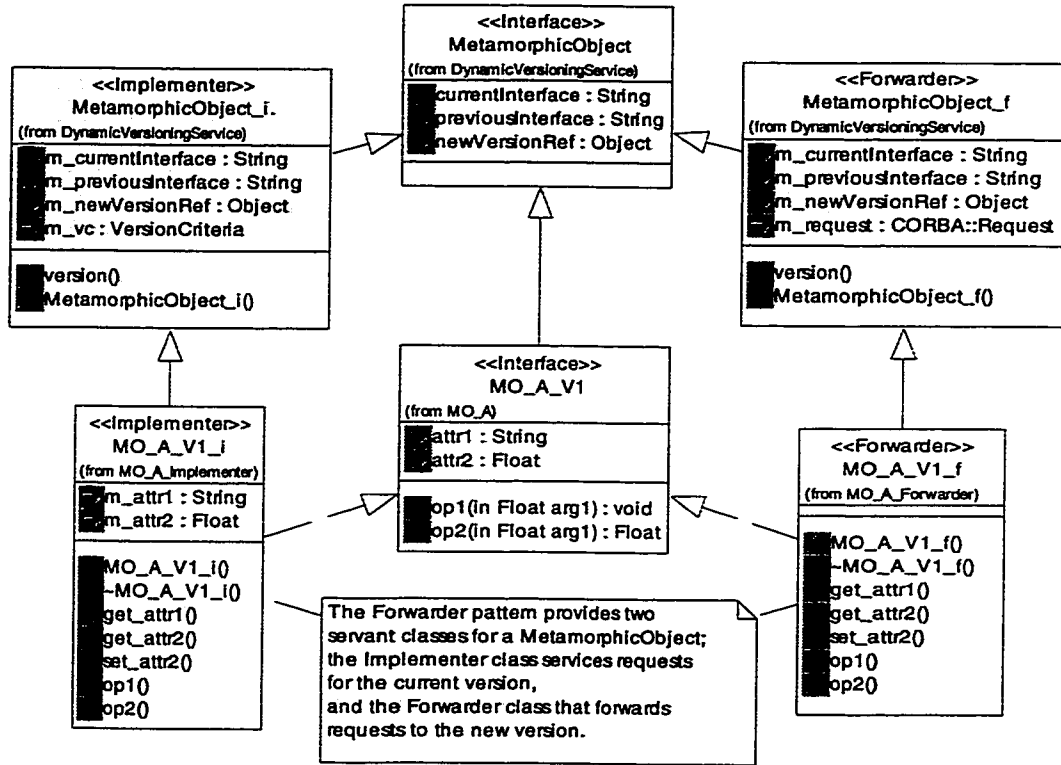 <<Interface>>
MetamorphicObject
(from DynamicVersioningService)
currentInterface : String
previousInterface : String
newVersionRef : Object
<<Implementer>>
MetamorphicObject_i.
(from DynamicVersioningService)
m_currentInterface : String
m_previousInterface : String
m_newVersionRef : Object
m_vc : VersionCriteria
version()
MetamorphicObject_i()
<<Forwarder>>
MetamorphicObject_f
(from DynamicVersioningService)
m_currentInterface : String
m_previousInterface : String
m_newVersionRef : Object
m_request : CORBA::Request
version()
MetamorphicObject_f()
<<Interface>>
MO_A_V1
(from MO_A)
attr1 : String
attr2 : Float
op1(in Float arg1) : void
op2(in Float arg1) : Float
<<Implementer>>
MO_A_V1_i
(from MO_A_Implementer)
m_attr1 : String
m_attr2 : Float
MO_A_V1_i()
~MO_A_V1_i()
get_attr1()
get_attr2()
set_attr2()
op1()
op2()
<<Forwarder>>
MO_A_V1_f
(from MO_A_Forwarder)
MO_A_V1_f()
~MO_A_V1_f()
get_attr1()
get_attr2()
set_attr2()
op1()
op2()
The Forwarder pattern provides two
servant classes for a MetamorphicObject;
the Implementer class services requests
for the current version,
and the Forwarder class that forwards
requests to the new version.